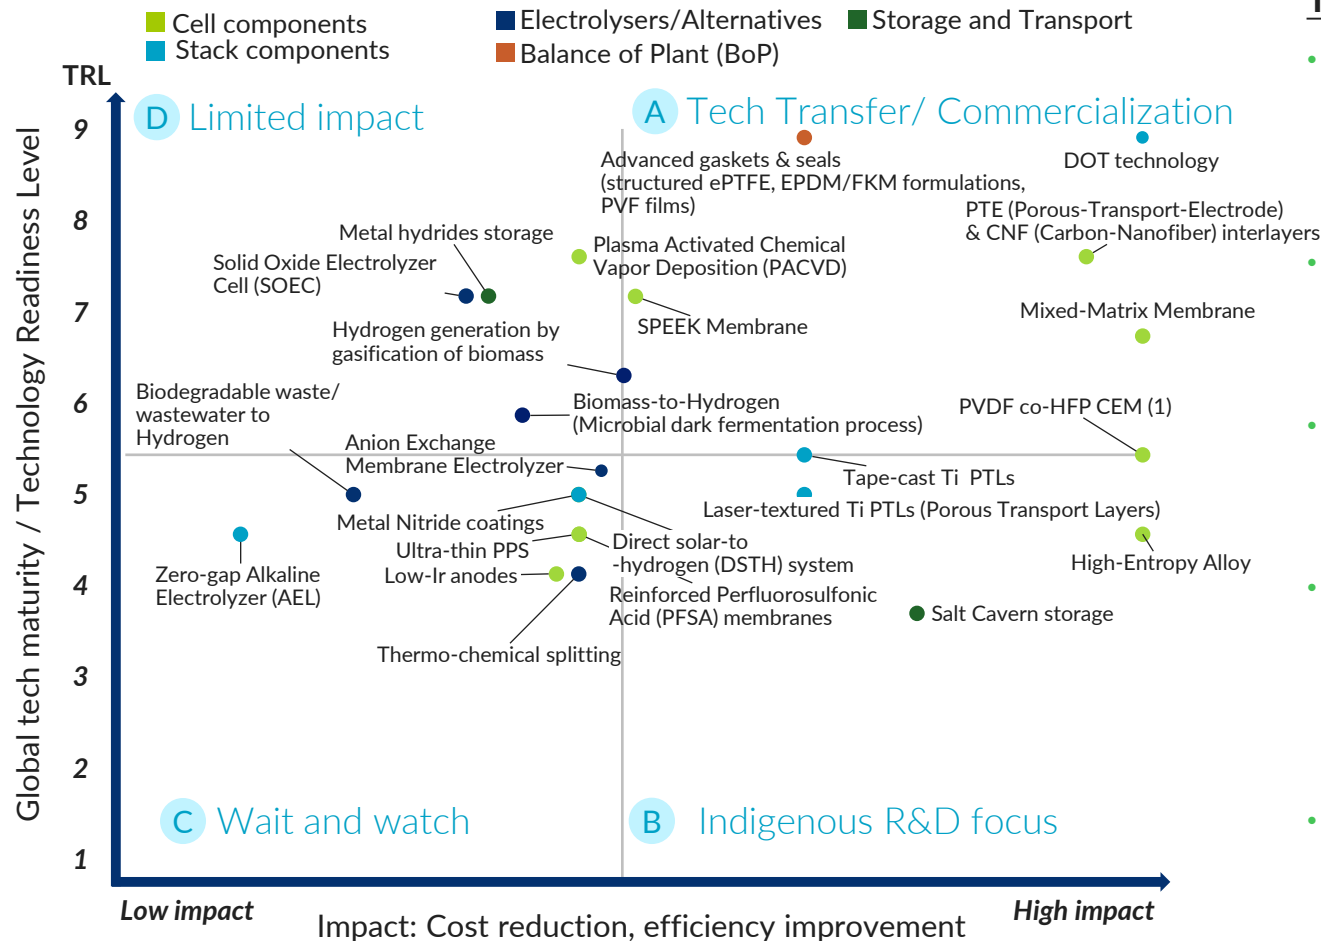 Cell components
Stack components
Electrolysers/Alternatives
Balance of Plant (BoP)
Storage and Transport
TRL
Global tech maturity / Technology Readiness Level
9
8
7
6
5
4
3
2
1
D Limited impact
A Tech Transfer/ Commercialization
Advanced gaskets & seals
(structured ePTFE, EPDM/FKM formulations,
PVF films)
DOT technology
PTE (Porous-Transport-Electrode)
& CNF (Carbon-Nanofiber) interlayers
Metal hydrides storage
Solid Oxide Electrolyzer
Cell (SOEC)
Plasma Activated Chemical
Vapor Deposition (PACVD)
SPEEK Membrane
Mixed-Matrix Membrane
Hydrogen generation by
gasification of biomass
Biodegradable waste/
wastewater to
Hydrogen
Biomass-to-Hydrogen
(Microbial dark fermentation process)
PVDF co-HFP CEM (1)
Anion Exchange
Membrane Electrolyzer
Tape-cast Ti PTLs
Laser-textured Ti PTLs (Porous Transport Layers)
Metal Nitride coatings
Ultra-thin PPS
Low-Ir anodes
Direct solar-to
-hydrogen (DSTH) system
Reinforced Perfluorosulfonic
Acid (PFSA) membranes
High-Entropy Alloy
Zero-gap Alkaline
Electrolyzer (AEL)
Salt Cavern storage
Thermo-chemical splitting
C Wait and watch
B Indigenous R&D focus
Low impact
Impact: Cost reduction, efficiency improvement
High impact